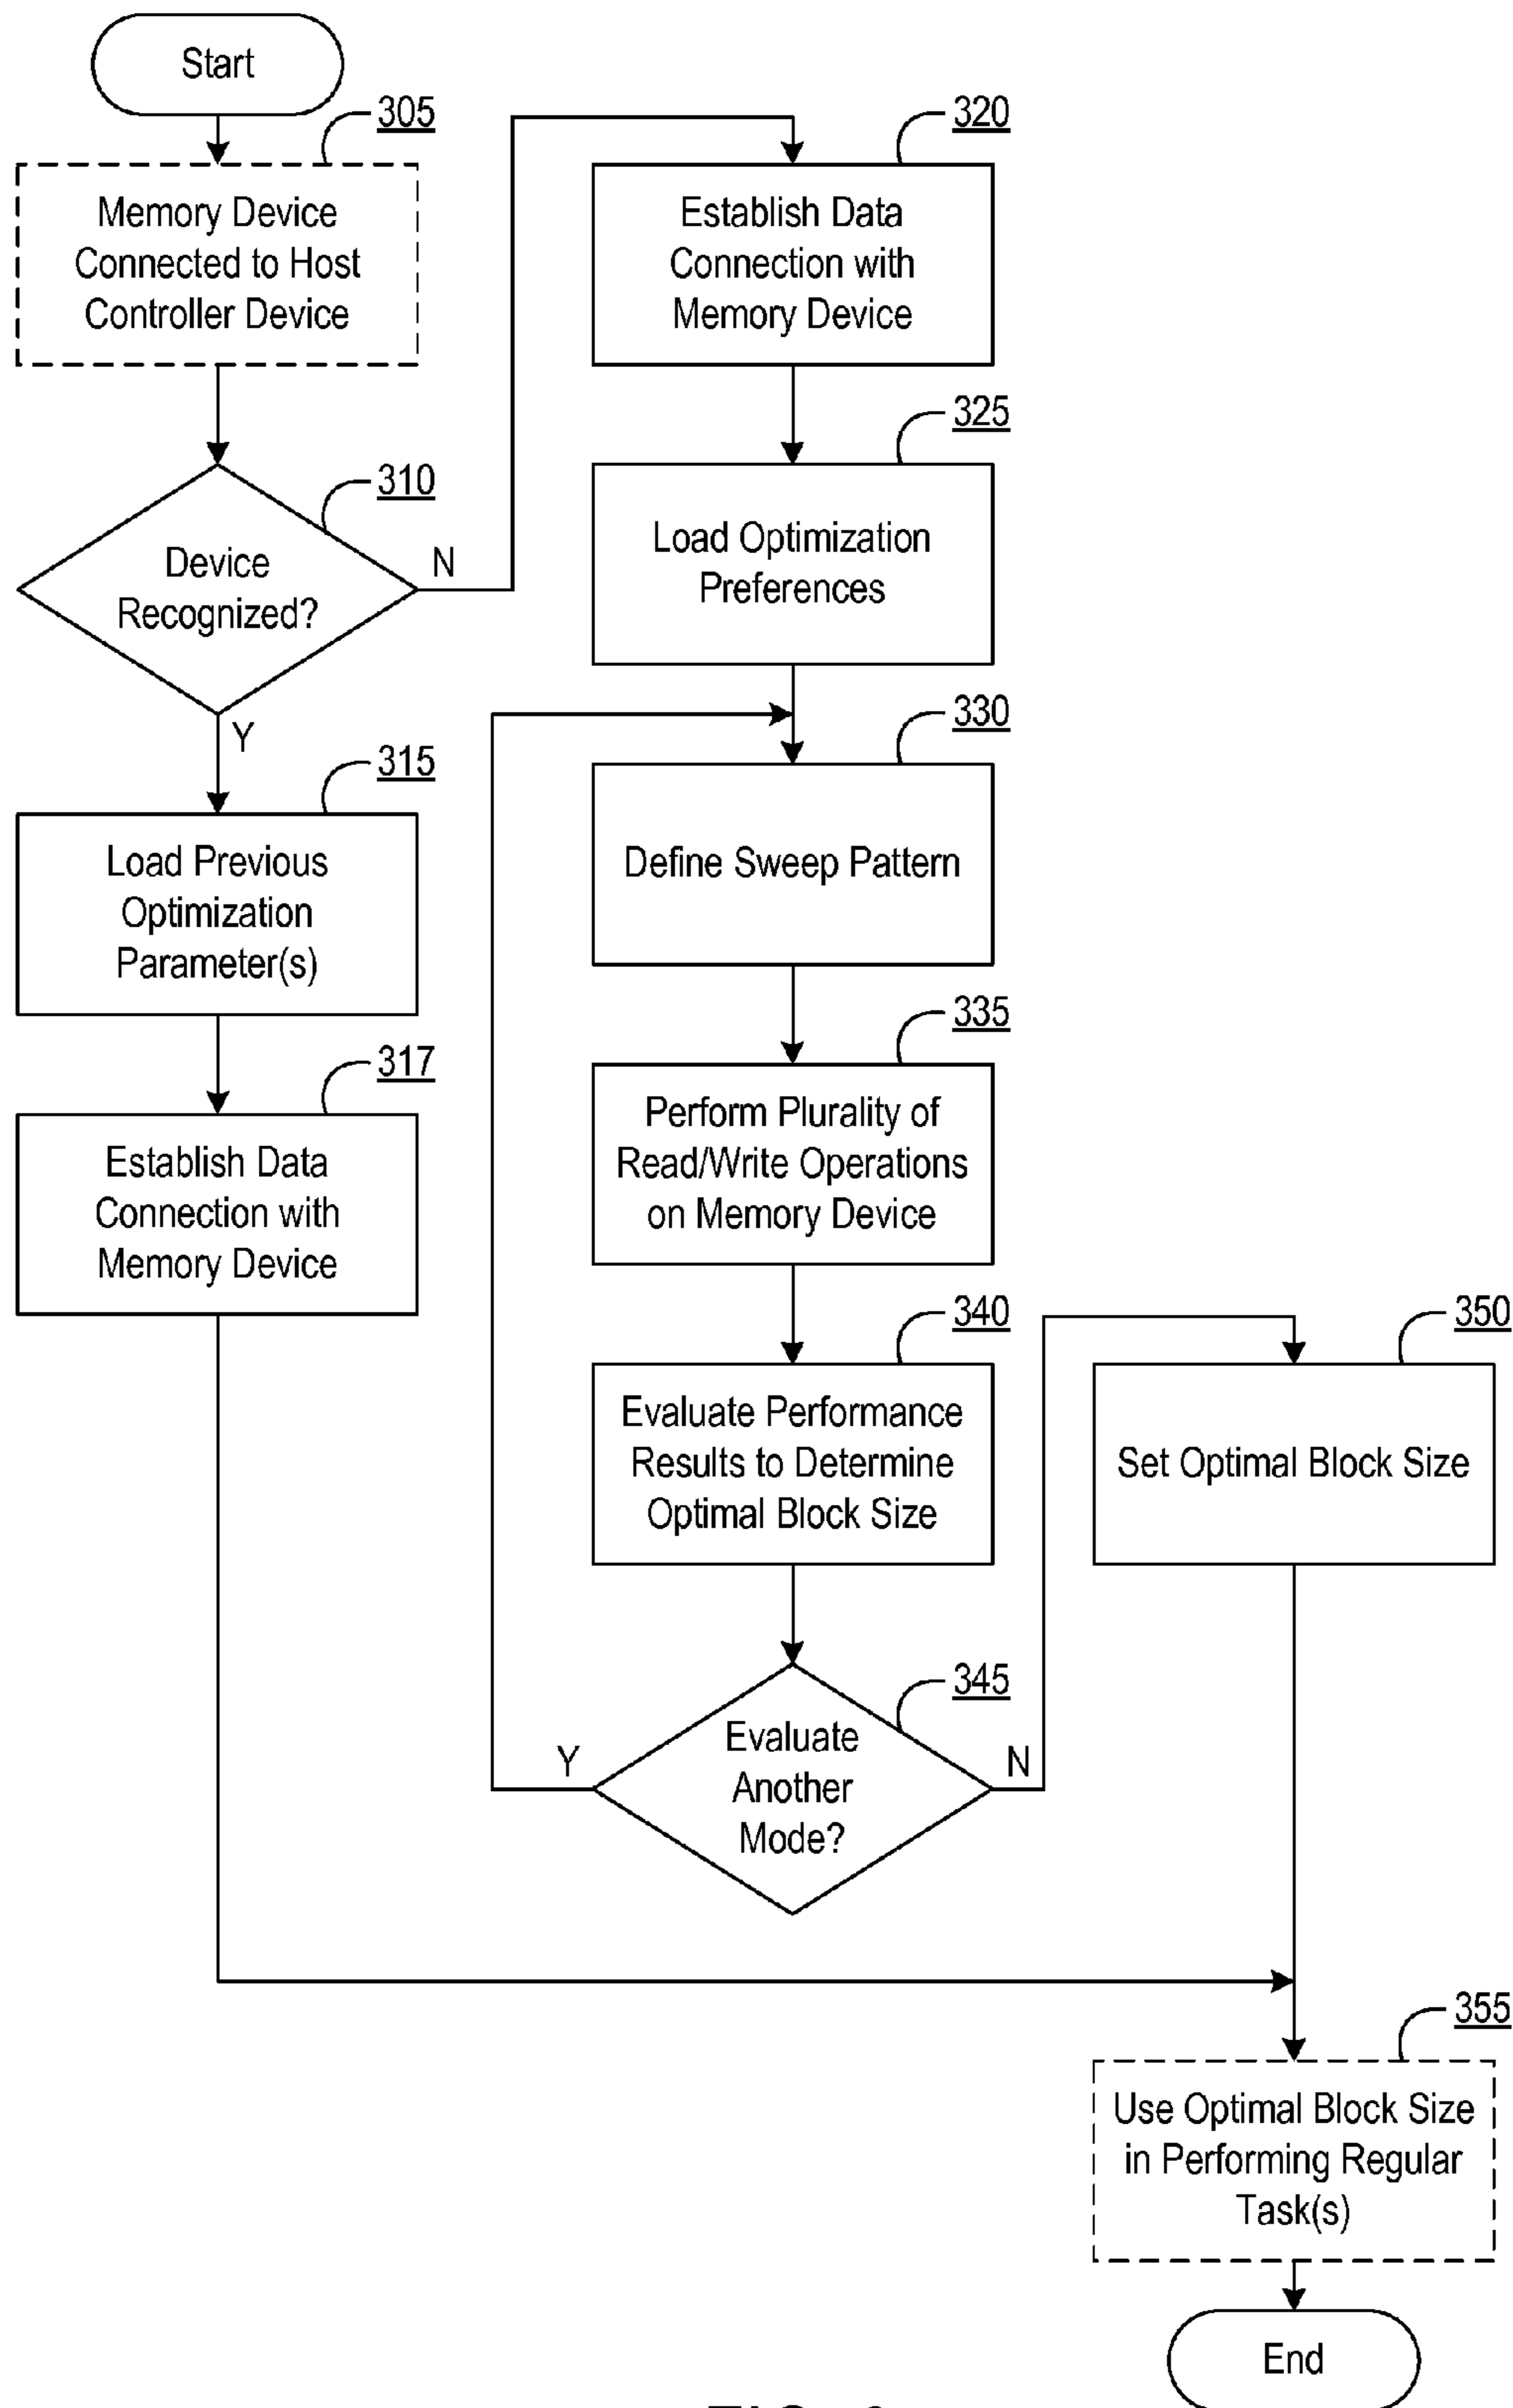 Start
305
Memory Device
Connected to Host
Controller Device
310
Device
Recognized?
N
Y
315
Load Previous
Optimization
Parameter(s)
317
Establish Data
Connection with
Memory Device
320
Establish Data
Connection with
Memory Device
325
Load Optimization
Preferences
330
Define Sweep Pattern
335
Perform Plurality of
Read/Write Operations
on Memory Device
340
Evaluate Performance
Results to Determine
Optimal Block Size
345
Evaluate
Another
Mode?
Y
N
350
Set Optimal Block Size
355
Use Optimal Block Size
in Performing Regular
Task(s)
End